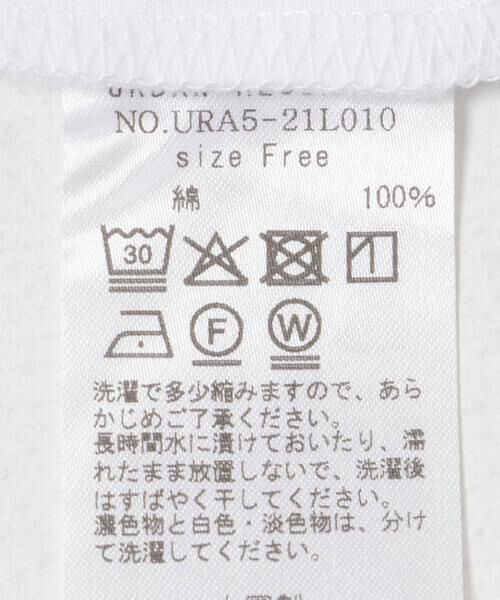 URBAN
NO.URA5-21L010
size Free
綿 100%
30
F W
洗濯で多少縮みますので、あら
かじめご了承ください。
長時間水に漬けておいたり、濡
れたまま放置しないで、洗濯後
はすばやく干してください。
濃色物と白色・淡色物は、分け
て洗濯してください。